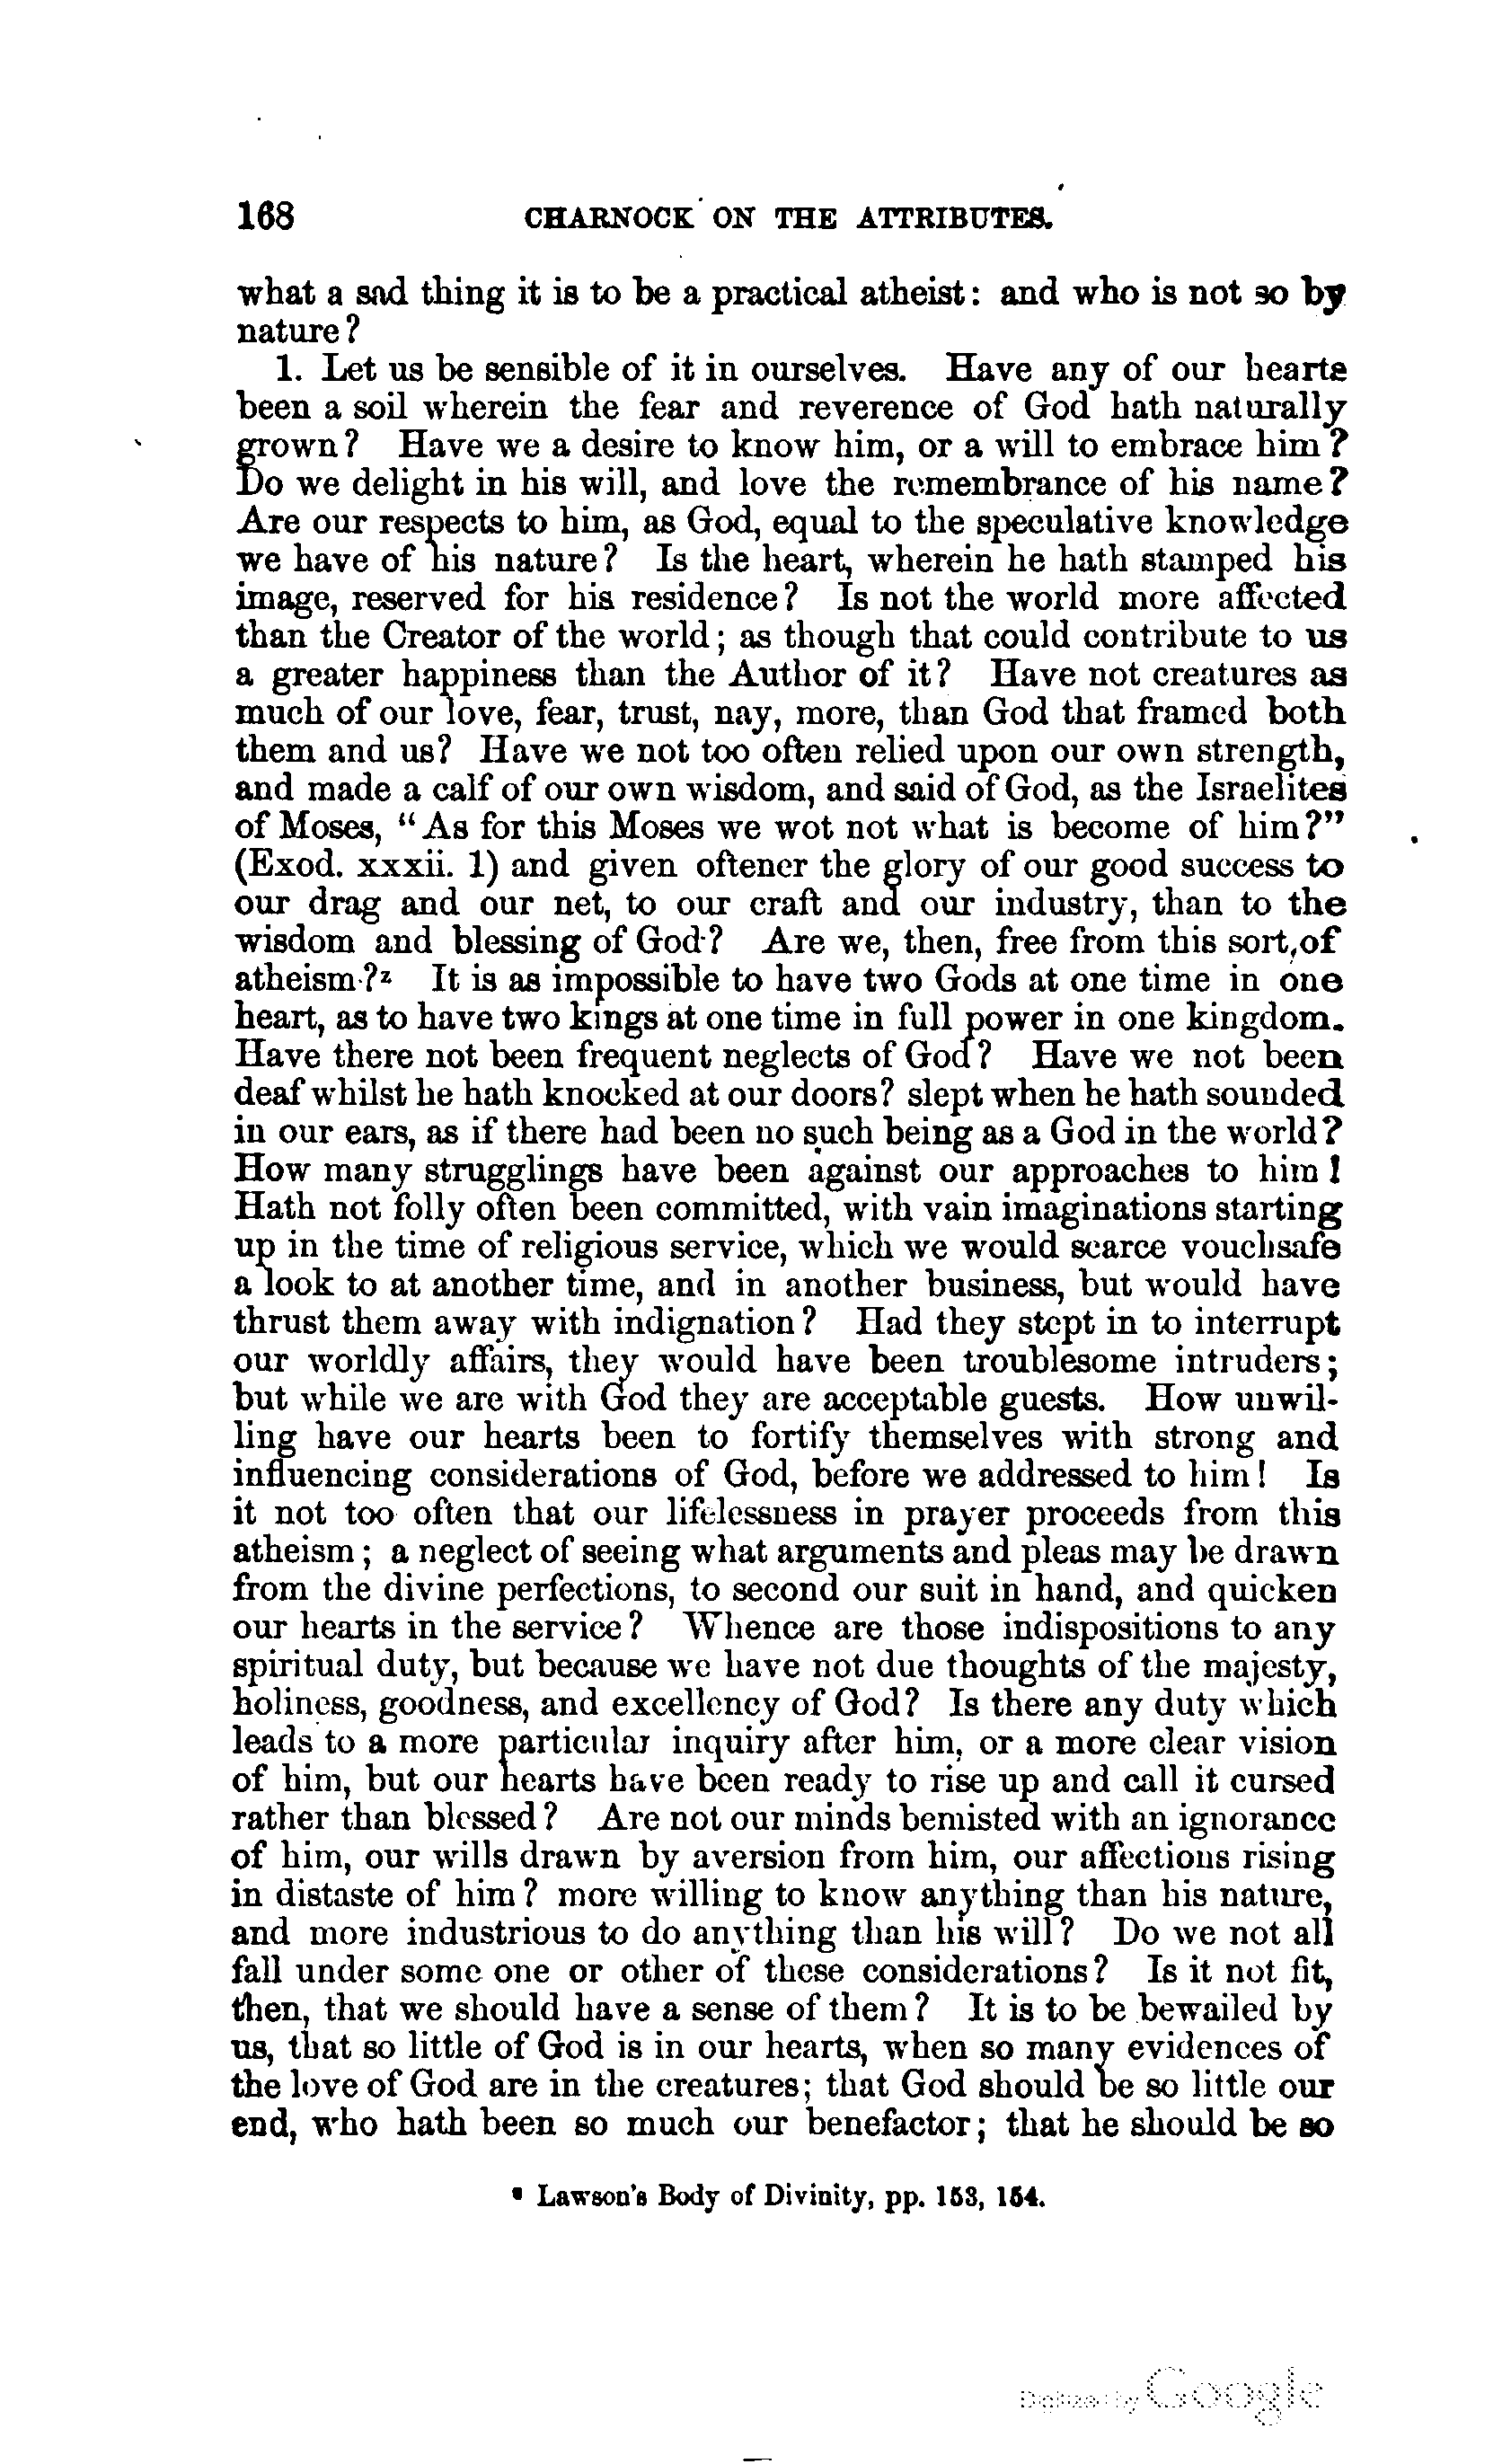 168 CHARNOCK ON THE ATTRIBUTES.
what a sad thing it is to be a practical atheist: and who is not so by
nature?
1. Let us be sensible of it in ourselves. Have any of our hearts
been a soil wherein the fear and reverence of God hath naturally
grown? Have we a desire to know him, or a will to embrace him?
Do we delight in his will, and love the remembrance of his name?
Are our respects to him, as God, equal to the speculative knowledge
we have of his nature? Is the heart, wherein he hath stamped his
image, reserved for his residence? Is not the world more affected
than the Creator of the world; as though that could contribute to us
a greater happiness than the Author of it? Have not creatures as
much of our love, fear, trust, nay, more, than God that framed both
them and us? Have we not too often relied upon our own strength,
and made a calf of our own wisdom, and said of God, as the Israelites
of Moses, "As for this Moses we wot not what is become of him?"
(Exod. xxxii. 1) and given oftener the glory of our good success to
our drag and our net, to our craft and our industry, than to the
wisdom and blessing of God? Are we, then, free from this sort of
atheism?ᶻ It is as impossible to have two Gods at one time in one
heart, as to have two kings at one time in full power in one kingdom.
Have there not been frequent neglects of God? Have we not been
deaf whilst he hath knocked at our doors? slept when he hath sounded
in our ears, as if there had been no such being as a God in the world?
How many strugglings have been against our approaches to him!
Hath not folly often been committed, with vain imaginations starting
up in the time of religious service, which we would scarce vouchsafe
a look to at another time, and in another business, but would have
thrust them away with indignation? Had they stept in to interrupt
our worldly affairs, they would have been troublesome intruders;
but while we are with God they are acceptable guests. How unwil-
ling have our hearts been to fortify themselves with strong and
influencing considerations of God, before we addressed to him! Is
it not too often that our lifelessness in prayer proceeds from this
atheism; a neglect of seeing what arguments and pleas may be drawn
from the divine perfections, to second our suit in hand, and quicken
our hearts in the service? Whence are those indispositions to any
spiritual duty, but because we have not due thoughts of the majesty,
holiness, goodness, and excellency of God? Is there any duty which
leads to a more particular inquiry after him, or a more clear vision
of him, but our hearts have been ready to rise up and call it cursed
rather than blessed? Are not our minds bemisted with an ignorance
of him, our wills drawn by aversion from him, our affections rising
in distaste of him? more willing to know anything than his nature,
and more industrious to do anything than his will? Do we not all
fall under some one or other of these considerations? Is it not fit,
then, that we should have a sense of them? It is to be bewailed by
us, that so little of God is in our hearts, when so many evidences of
the love of God are in the creatures; that God should be so little our
end, who hath been so much our benefactor; that he should be so
ᶻ Lawson's Body of Divinity, pp. 153, 154.
Digitized by Google